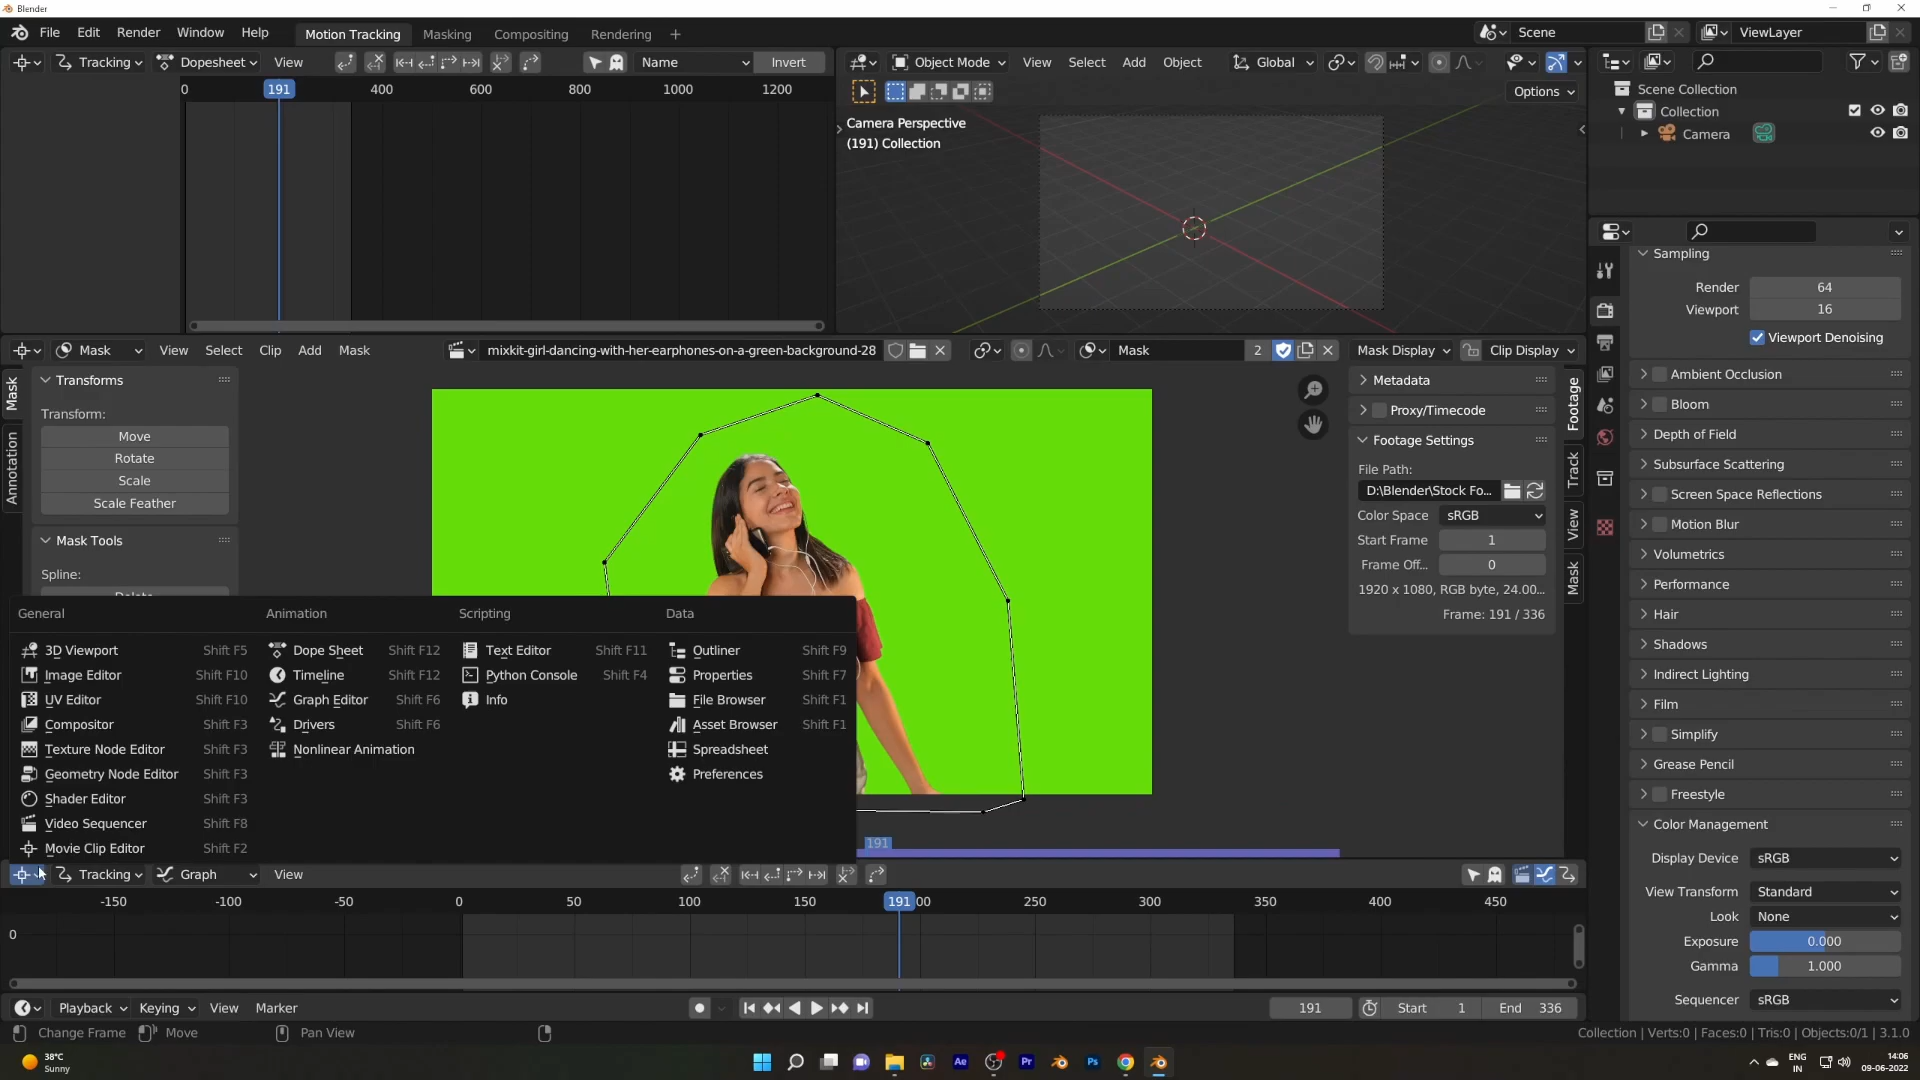 Blender
File Edit Render Window Help Motion Tracking Masking Compositing Rendering + Scene ViewLayer
Tracking Dopesheet View Name Invert Object Mode View Select Add Object Global
0 191 400 600 800 1000 1200 Options
Scene Collection
Collection
Camera
Camera Perspective
(191) Collection
Sampling
Render 64
Viewport 16
Viewport Denoising
Mask View Select Clip Add Mask mixkit-girl-dancing-with-her-earphones-on-a-green-background-28 Mask 2 Mask Display Clip Display
Mask
Annotation
Transforms
Transform:
Move
Rotate
Scale
Scale Feather
Mask Tools
Spline:
Metadata
Proxy/Timecode
Footage Settings
File Path:
D:\Blender\Stock Fo...
Color Space sRGB
Start Frame 1
Frame Off... 0
1920 x 1080, RGB byte, 24.00...
Frame: 191 / 336
Footage
Track
View
Mask
Ambient Occlusion
Bloom
Depth of Field
Subsurface Scattering
Screen Space Reflections
Motion Blur
Volumetrics
Performance
Hair
Shadows
Indirect Lighting
Film
Simplify
Grease Pencil
Freestyle
Color Management
Display Device sRGB
View Transform Standard
Look None
Exposure 0.000
Gamma 1.000
Sequencer sRGB
General Animation Scripting Data
3D Viewport Shift F5 Dope Sheet Shift F12 Text Editor Shift F11 Outliner Shift F9
Image Editor Shift F10 Timeline Shift F12 Python Console Shift F4 Properties Shift F7
UV Editor Shift F10 Graph Editor Shift F6 Info File Browser Shift F1
Compositor Shift F3 Drivers Shift F6 Asset Browser Shift F1
Texture Node Editor Shift F3 Nonlinear Animation Spreadsheet
Geometry Node Editor Shift F3 Preferences
Shader Editor Shift F3
Video Sequencer Shift F8
Movie Clip Editor Shift F2
191
Tracking Graph View
-150 -100 -50 0 50 100 150 191 00 250 300 350 400 450
0
Playback Keying View Marker 191 Start 1 End 336
Change Frame Move Pan View Collection | Verts:0 | Faces:0 | Tris:0 | Objects:0/1 | 3.1.0
38°C
Sunny
Ae Pr Ps
ENG
IN
14:06
09-06-2022